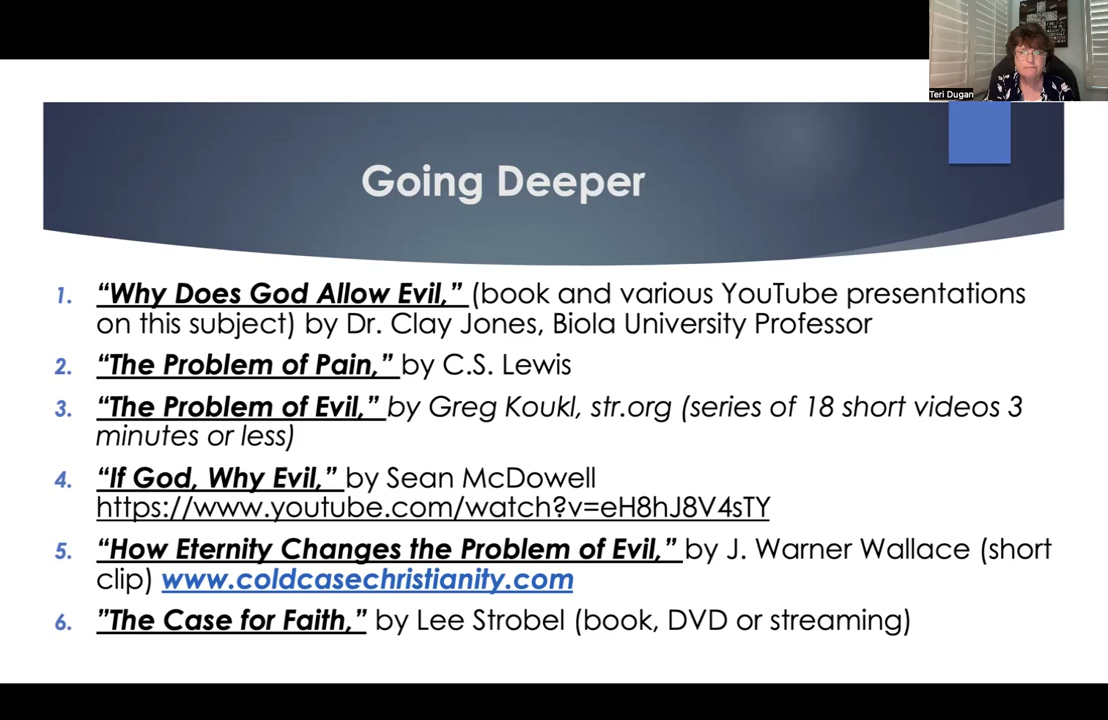 Teri Dugan
Going Deeper
1. “Why Does God Allow Evil,” (book and various YouTube presentations
on this subject) by Dr. Clay Jones, Biola University Professor
2. “The Problem of Pain,” by C.S. Lewis
3. “The Problem of Evil,” by Greg Koukl, str.org (series of 18 short videos 3
minutes or less)
4. “If God, Why Evil,” by Sean McDowell
https://www.youtube.com/watch?v=eH8hJ8V4sTY
5. “How Eternity Changes the Problem of Evil,” by J. Warner Wallace (short
clip) www.coldcasechristianity.com
6. ”The Case for Faith,” by Lee Strobel (book, DVD or streaming)